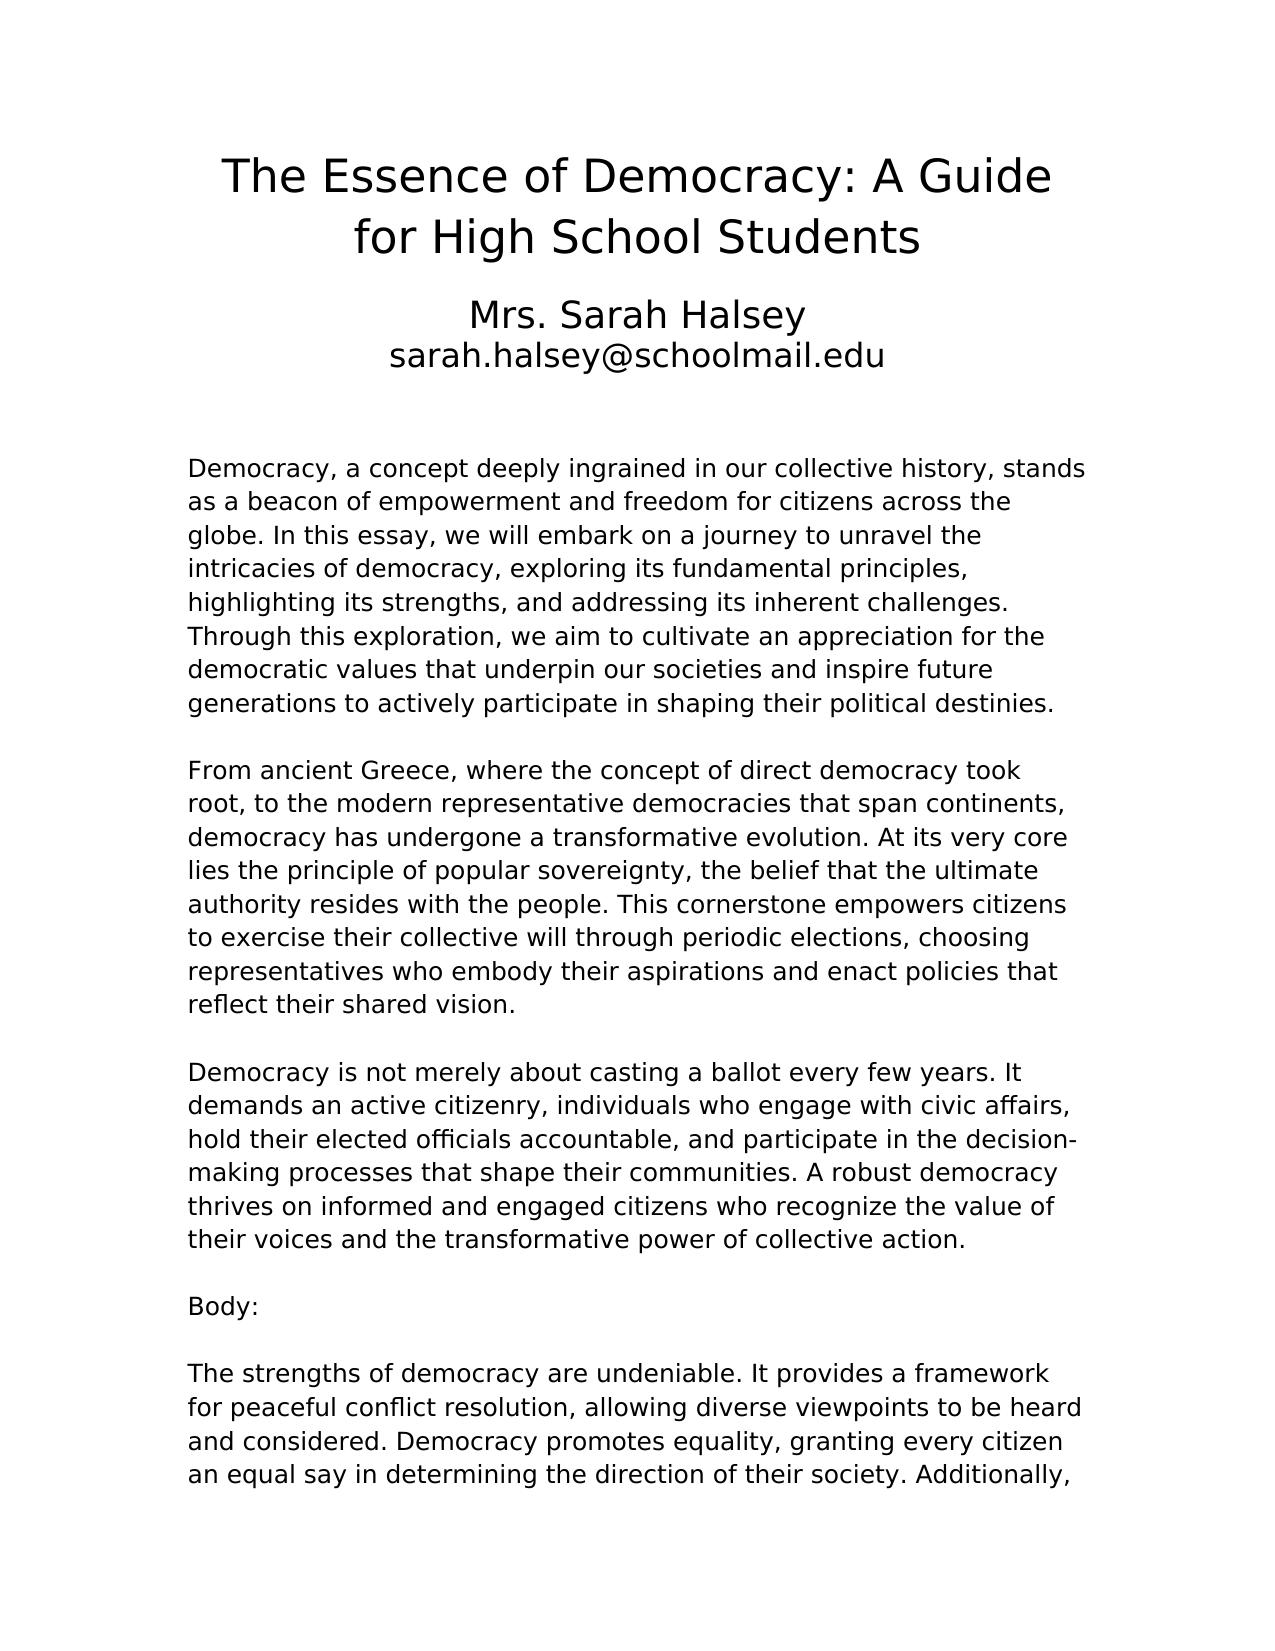 The Essence of Democracy: A Guide
for High School Students
Mrs. Sarah Halsey
sarah.halsey@schoolmail.edu
Democracy, a concept deeply ingrained in our collective history, stands
as a beacon of empowerment and freedom for citizens across the
globe. In this essay, we will embark on a journey to unravel the
intricacies of democracy, exploring its fundamental principles,
highlighting its strengths, and addressing its inherent challenges.
Through this exploration, we aim to cultivate an appreciation for the
democratic values that underpin our societies and inspire future
generations to actively participate in shaping their political destinies.
From ancient Greece, where the concept of direct democracy took
root, to the modern representative democracies that span continents,
democracy has undergone a transformative evolution. At its very core
lies the principle of popular sovereignty, the belief that the ultimate
authority resides with the people. This cornerstone empowers citizens
to exercise their collective will through periodic elections, choosing
representatives who embody their aspirations and enact policies that
reflect their shared vision.
Democracy is not merely about casting a ballot every few years. It
demands an active citizenry, individuals who engage with civic affairs,
hold their elected officials accountable, and participate in the decision-
making processes that shape their communities. A robust democracy
thrives on informed and engaged citizens who recognize the value of
their voices and the transformative power of collective action.
Body:
The strengths of democracy are undeniable. It provides a framework
for peaceful conflict resolution, allowing diverse viewpoints to be heard
and considered. Democracy promotes equality, granting every citizen
an equal say in determining the direction of their society. Additionally,